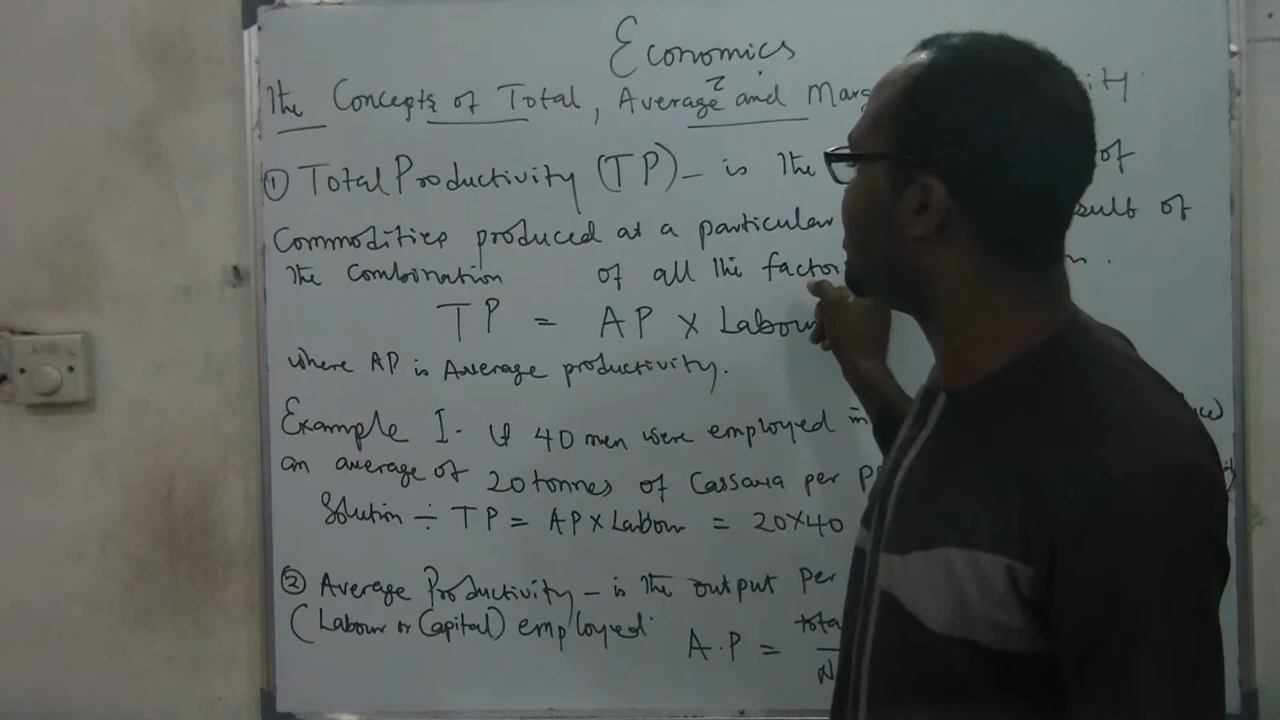 Economics
The Concepts of Total, Average and
① Total Productivity (TP) - is the of
Commodities produced at a particular of
the Combination of all the
TP = AP X Labour
where AP is Average productivity.
Example I. If 40 men were employed in
an average of 20 tonnes of Cassava per
Solution ÷ TP = AP X Labour = 20X40
② Average Productivity - is the output per
(Labour or Capital) employed.
A.P =